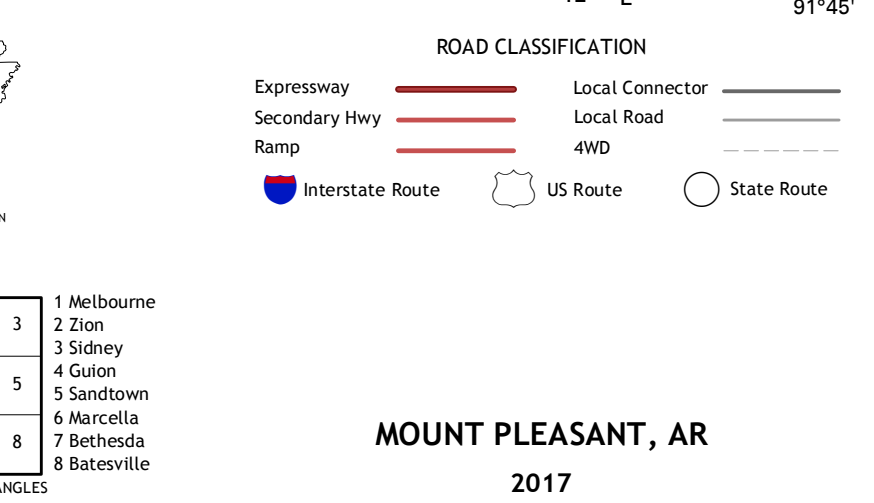 91°45'
ROAD CLASSIFICATION
Expressway
Local Connector
Secondary Hwy
Local Road
Ramp
4WD
Interstate Route
US Route
State Route
3
5
8
1 Melbourne
2 Zion
3 Sidney
4 Guion
5 Sandtown
6 Marcella
7 Bethesda
8 Batesville
MOUNT PLEASANT, AR
2017